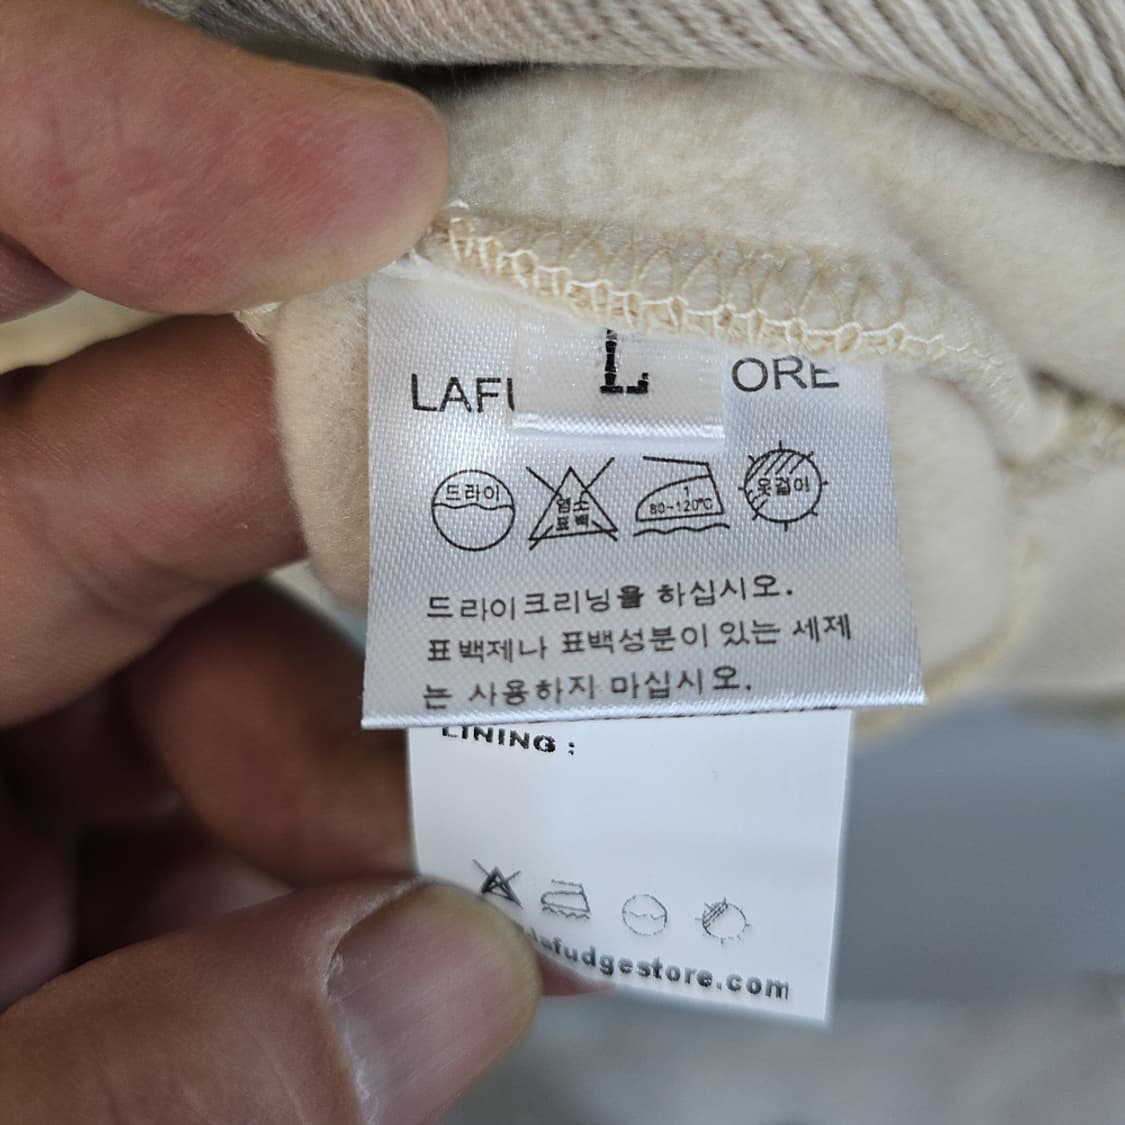 L
LAFU ORE
드라이
염소
표백
1
80~120℃
옷걸이
드라이크리닝을 하십시오.
표백제나 표백성분이 있는 세제
는 사용하지 마십시오.
LINING :
lafudgestore.com